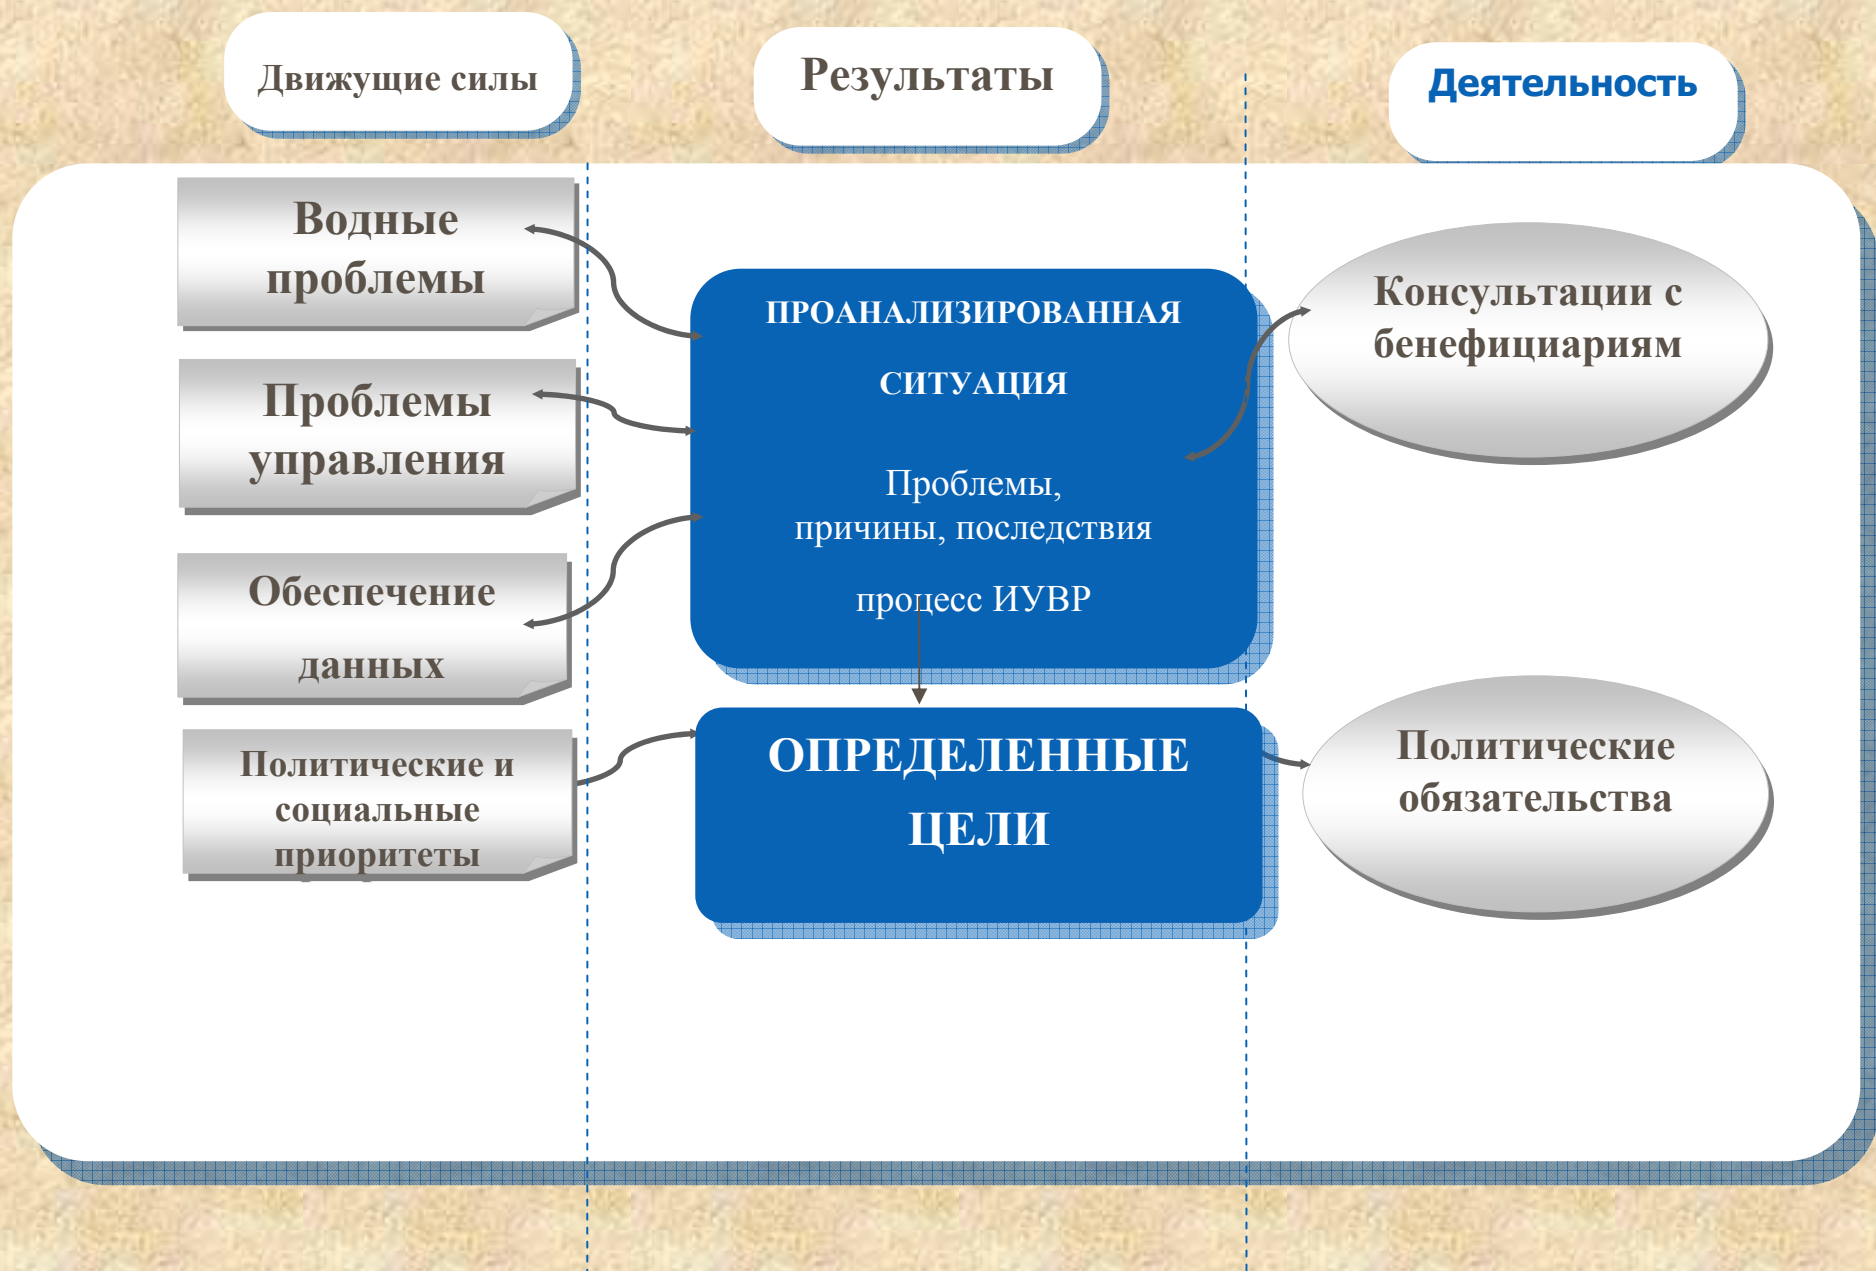 Движущие силы
Результаты
Деятельность
Водные
проблемы
Проблемы
управления
Обеспечение
данных
Политические и
социальные
приоритеты
ПРОАНАЛИЗИРОВАННАЯ
СИТУАЦИЯ
Проблемы,
причины, последствия
процесс ИУВР
ОПРЕДЕЛЕННЫЕ
ЦЕЛИ
Консультации с
бенефициариям
Политические
обязательства